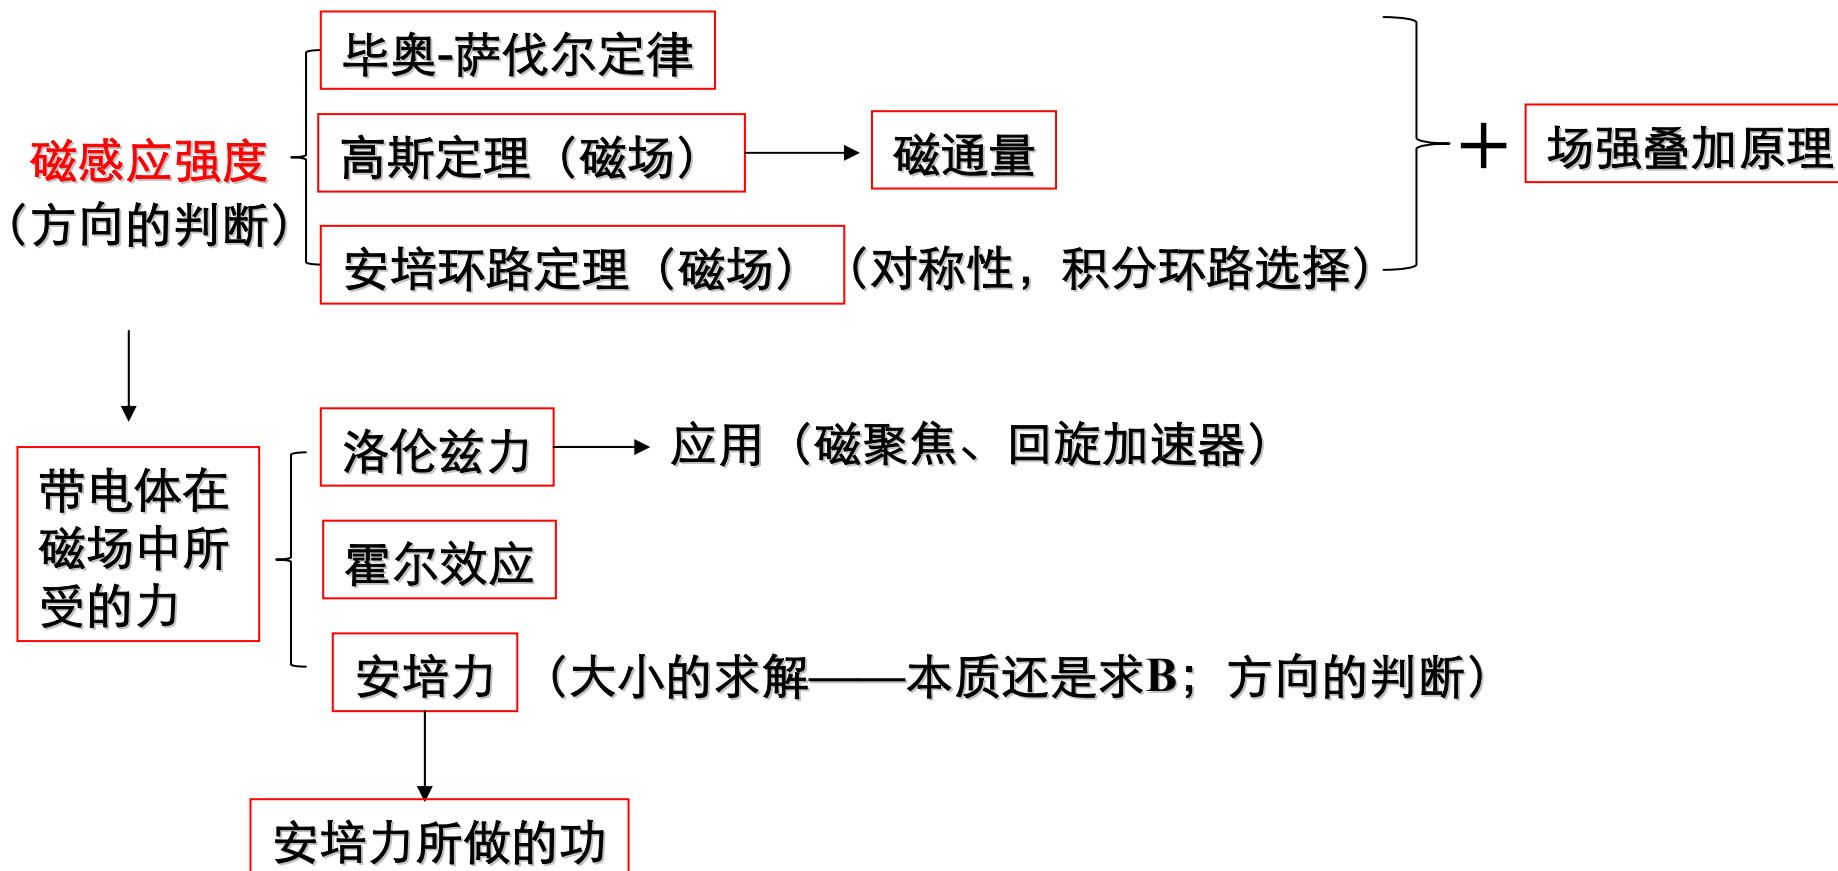 毕奥-萨伐尔定律
磁感应强度
（方向的判断）
高斯定理（磁场）
磁通量
安培环路定理（磁场）
（对称性，积分环路选择）
+
场强叠加原理
带电体在
磁场中所
受的力
洛伦兹力
应用（磁聚焦、回旋加速器）
霍尔效应
安培力
（大小的求解——本质还是求B；方向的判断）
安培力所做的功